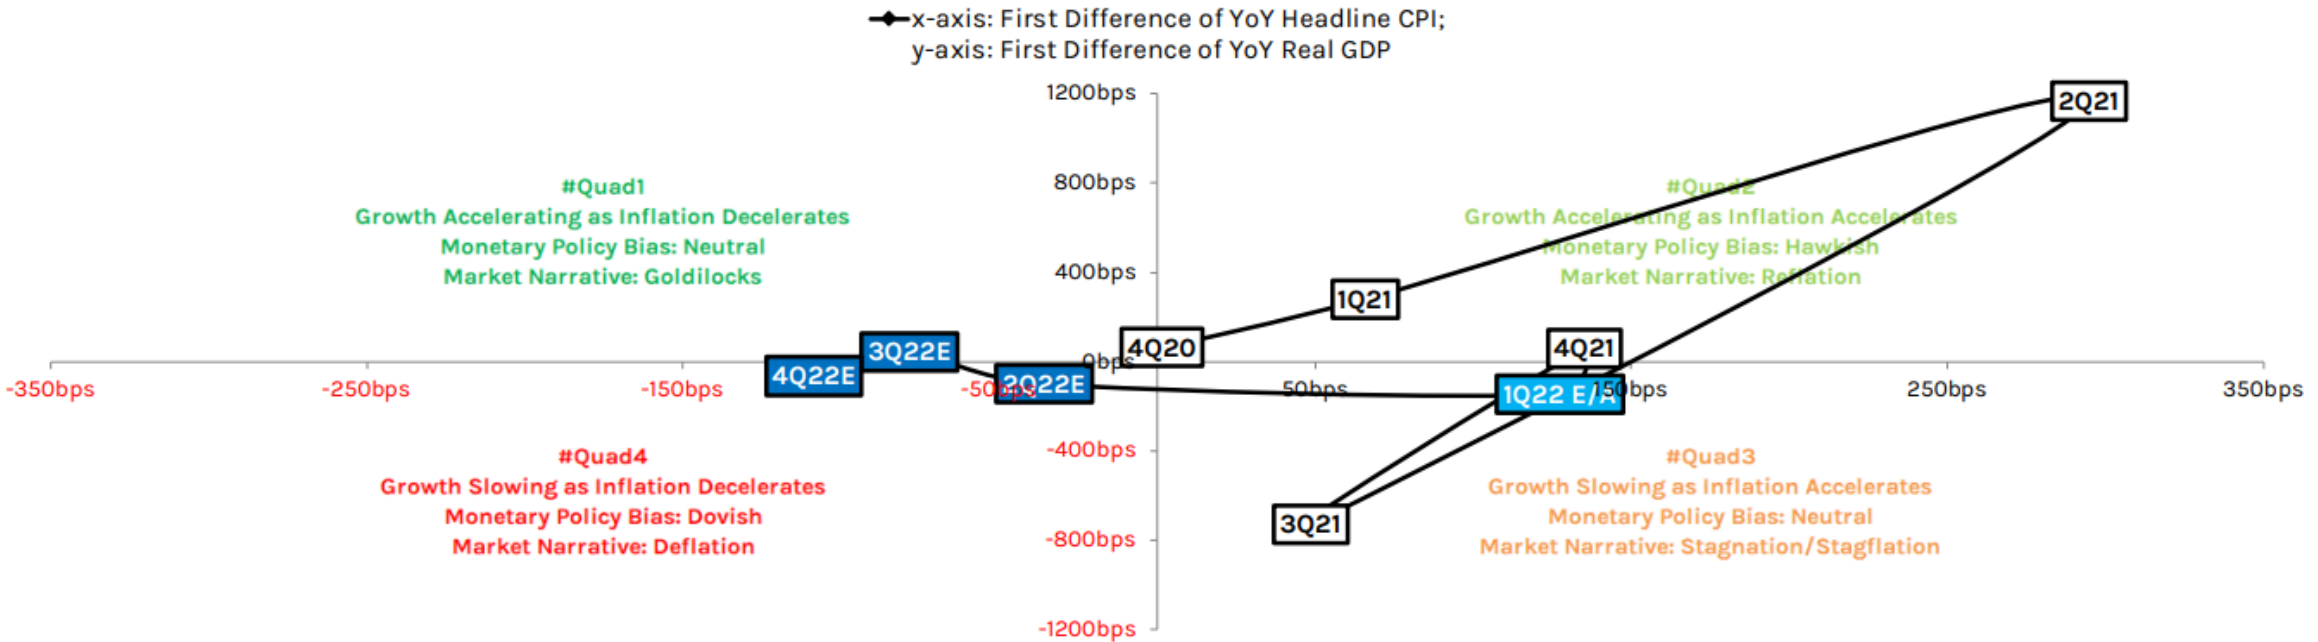 x-axis: First Difference of YoY Headline CPI;
y-axis: First Difference of YoY Real GDP
1200bps
2Q21
800bps
#Quad1
Growth Accelerating as Inflation Decelerates
Monetary Policy Bias: Neutral
Market Narrative: Goldilocks
#Quad2
Growth Accelerating as Inflation Accelerates
Monetary Policy Bias: Hawkish
Market Narrative: Reflation
400bps
1Q21
4Q20
4Q21
3Q22E
4Q22E
2Q22E
0bps
1Q22 E/A
-350bps
-250bps
-150bps
-50bps
50bps
150bps
250bps
350bps
-400bps
#Quad4
Growth Slowing as Inflation Decelerates
Monetary Policy Bias: Dovish
Market Narrative: Deflation
#Quad3
Growth Slowing as Inflation Accelerates
Monetary Policy Bias: Neutral
Market Narrative: Stagnation/Stagflation
3Q21
-800bps
-1200bps